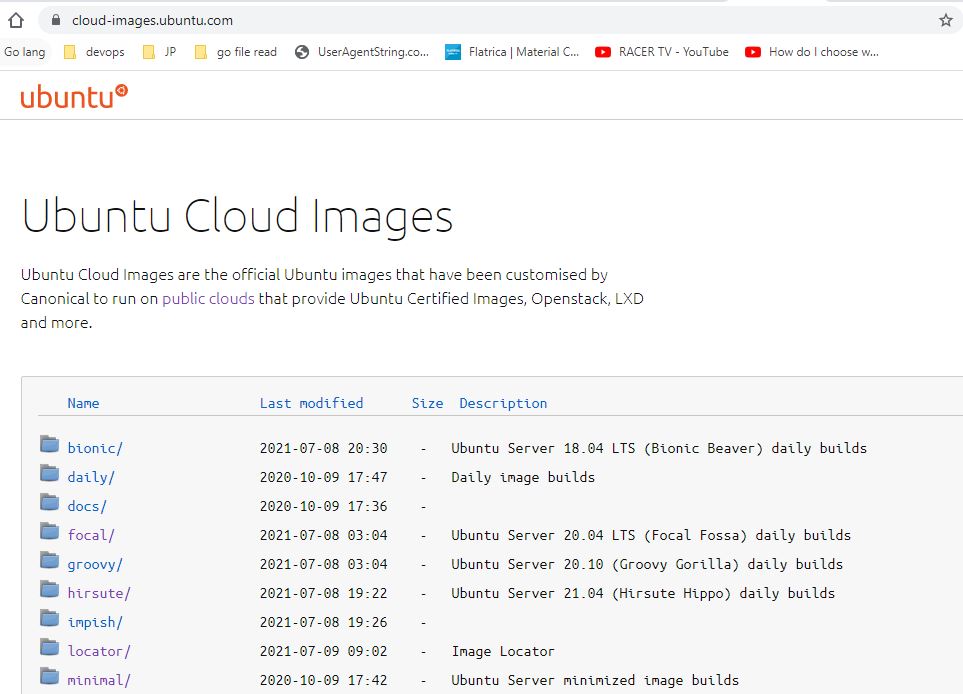 cloud-images.ubuntu.com
Go lang devops JP go file read UserAgentString.co... Flatrica | Material C... RACER TV - YouTube How do I choose w...
ubuntu
Ubuntu Cloud Images
Ubuntu Cloud Images are the official Ubuntu images that have been customised by
Canonical to run on public clouds that provide Ubuntu Certified Images, Openstack, LXD
and more.
Name Last modified Size Description
bionic/ 2021-07-08 20:30 - Ubuntu Server 18.04 LTS (Bionic Beaver) daily builds
daily/ 2020-10-09 17:47 - Daily image builds
docs/ 2020-10-09 17:36 -
focal/ 2021-07-08 03:04 - Ubuntu Server 20.04 LTS (Focal Fossa) daily builds
groovy/ 2021-07-08 03:04 - Ubuntu Server 20.10 (Groovy Gorilla) daily builds
hirsute/ 2021-07-08 19:22 - Ubuntu Server 21.04 (Hirsute Hippo) daily builds
impish/ 2021-07-08 19:26 -
locator/ 2021-07-09 09:02 - Image Locator
minimal/ 2020-10-09 17:42 - Ubuntu Server minimized image builds